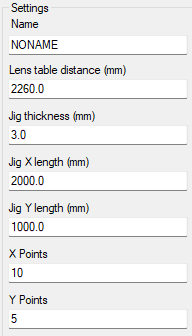 Settings
Name
NONAME
Lens table distance (mm)
2260.0
Jig thickness (mm)
3.0
Jig X length (mm)
2000.0
Jig Y length (mm)
1000.0
X Points
10
Y Points
5